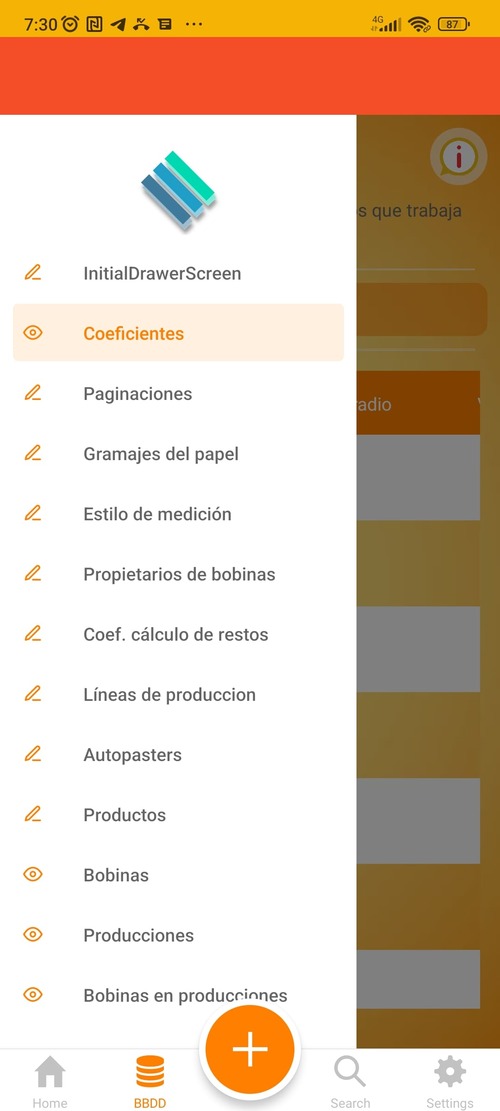 7:30
4G
87
s que trabaja
InitialDrawerScreen
Coeficientes
Paginaciones
adio
Gramajes del papel
Estilo de medición
Propietarios de bobinas
Coef. cálculo de restos
Líneas de produccion
Autopasters
Productos
Bobinas
Producciones
Bobinas en producciones
Home
BBDD
Search
Settings